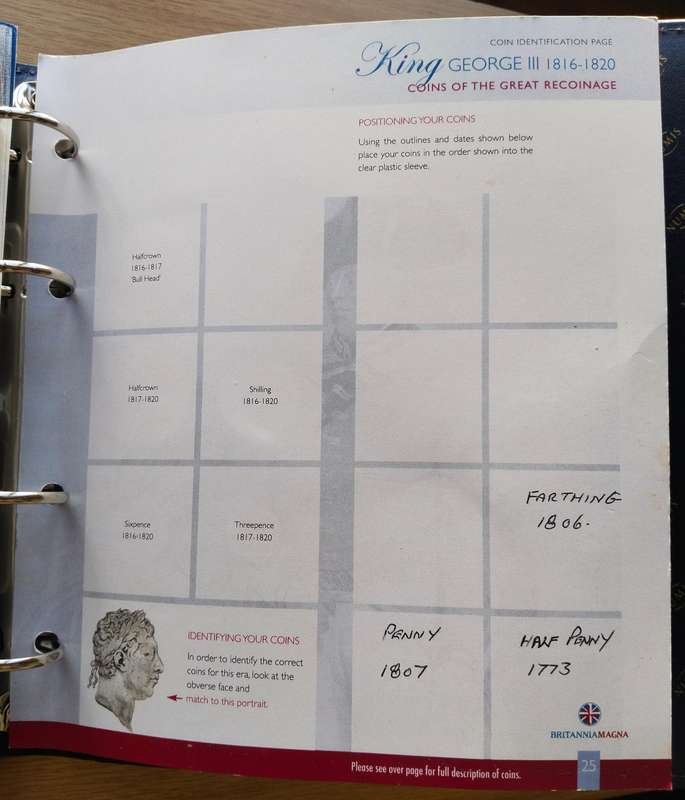 COIN IDENTIFICATION PAGE
King GEORGE III 1816-1820
COINS OF THE GREAT RECOINAGE
POSITIONING YOUR COINS
Using the outlines and dates shown below
place your coins in the order shown into the
clear plastic sleeve.
Halfcrown
1816-1817
'Bull Head'
Halfcrown
1817-1820
Shilling
1816-1820
Sixpence
1816-1820
Threepence
1817-1820
FARTHING
1806.
IDENTIFYING YOUR COINS
In order to identify the correct
coins for this era, look at the
obverse face and
match to this portrait.
PENNY
1807
HALF PENNY
1773
BRITANNIAMAGNA
Please see over page for full description of coins.
25